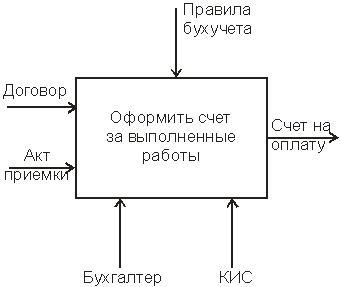 Правила
бухучета
Договор
Оформить счет
за выполненные
работы
Счет на
оплату
Акт
приемки
Бухгалтер
КИС